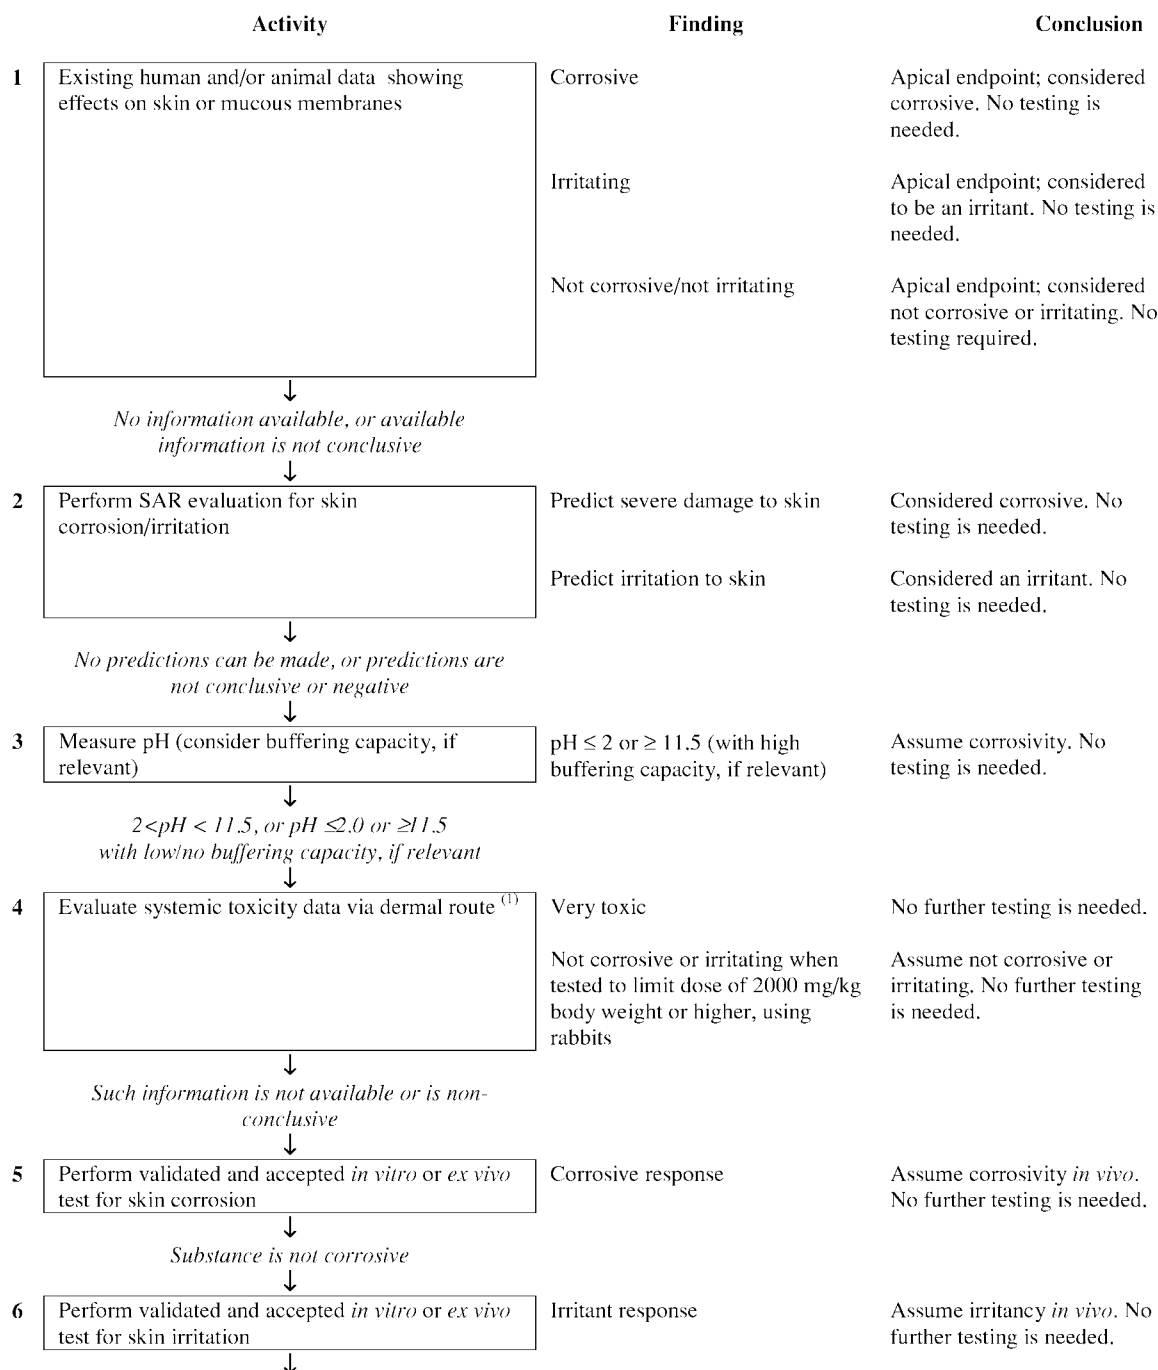 Activity Finding Conclusion
1 Existing human and/or animal data showing Corrosive Apical endpoint; considered
effects on skin or mucous membranes corrosive. No testing is
needed.
Irritating Apical endpoint; considered
to be an irritant. No testing is
needed.
Not corrosive/not irritating Apical endpoint; considered
not corrosive or irritating. No
testing required.
↓
No information available, or available
information is not conclusive
↓
2 Perform SAR evaluation for skin Predict severe damage to skin Considered corrosive. No
corrosion/irritation testing is needed.
Predict irritation to skin Considered an irritant. No
testing is needed.
↓
No predictions can be made, or predictions are
not conclusive or negative
↓
3 Measure pH (consider buffering capacity, if pH ≤ 2 or ≥ 11.5 (with high Assume corrosivity. No
relevant) buffering capacity, if relevant) testing is needed.
↓
2<pH < 11.5, or pH ≤2.0 or ≥11.5
with low/no buffering capacity, if relevant
↓
4 Evaluate systemic toxicity data via dermal route (1) Very toxic No further testing is needed.
Not corrosive or irritating when Assume not corrosive or
tested to limit dose of 2000 mg/kg irritating. No further testing
body weight or higher, using is needed.
rabbits
↓
Such information is not available or is non-
conclusive
↓
5 Perform validated and accepted in vitro or ex vivo Corrosive response Assume corrosivity in vivo.
test for skin corrosion No further testing is needed.
↓
Substance is not corrosive
↓
6 Perform validated and accepted in vitro or ex vivo Irritant response Assume irritancy in vivo. No
test for skin irritation further testing is needed.
↓